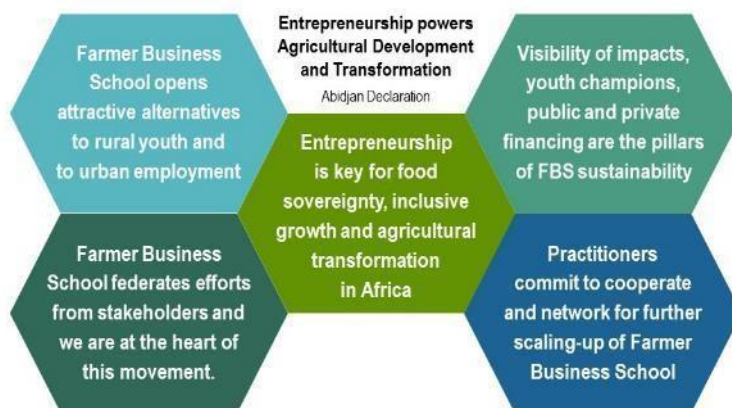 Entrepreneurship powers
Agricultural Development
and Transformation
Abidjan Declaration
Farmer Business
School opens
attractive alternatives
to rural youth and
to urban employment
Visibility of impacts,
youth champions,
public and private
financing are the pillars
of FBS sustainability
Entrepreneurship
is key for food
sovereignty, inclusive
growth and agricultural
transformation
in Africa
Farmer Business
School federates efforts
from stakeholders and
we are at the heart of
this movement.
Practitioners
commit to cooperate
and network for further
scaling-up of Farmer
Business School